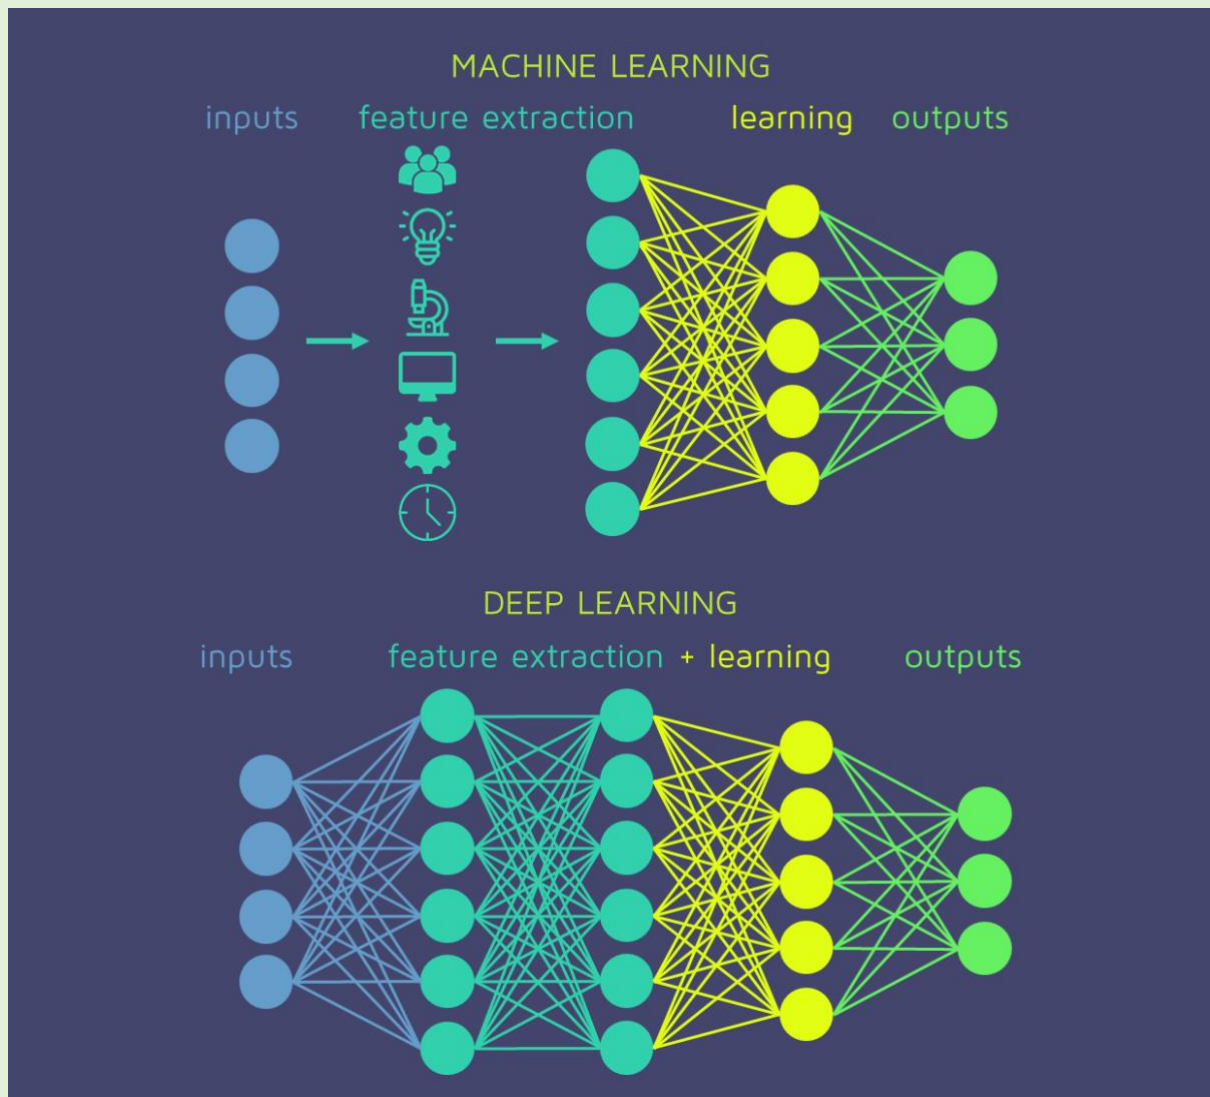 MACHINE LEARNING
inputs feature extraction learning outputs
DEEP LEARNING
inputs feature extraction + learning outputs